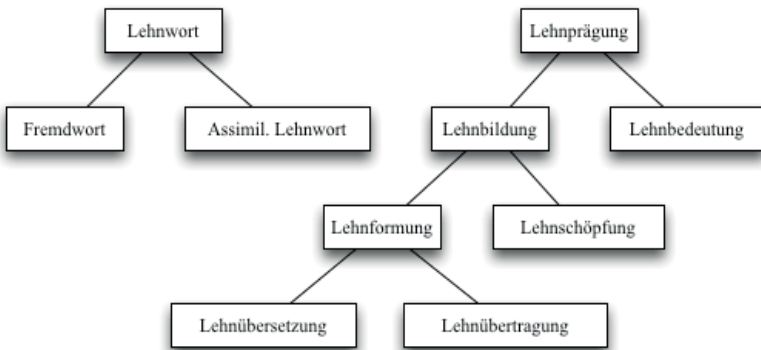 Lehnwort
Lehnprägung
Fremdwort
Assimil. Lehnwort
Lehnbildung
Lehnbedeutung
Lehnformung
Lehnschöpfung
Lehnübersetzung
Lehnübertragung